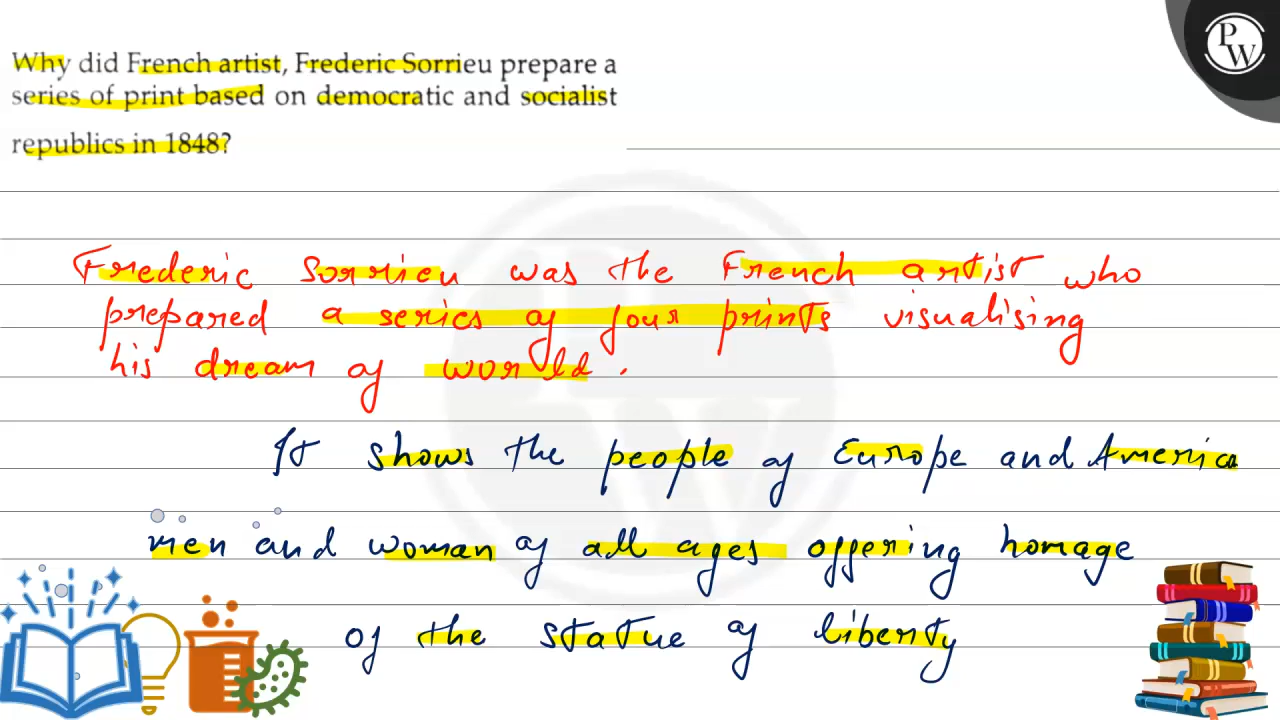 Why did French artist, Frederic Sorrieu prepare a
series of print based on democratic and socialist
republics in 1848?
PW
Frederic Sorrieu was the French artist who
prepared a series of four prints visualising
his dream of world.
It shows the people of Europe and America
men and woman of all ages offering homage
of the statue of liberty